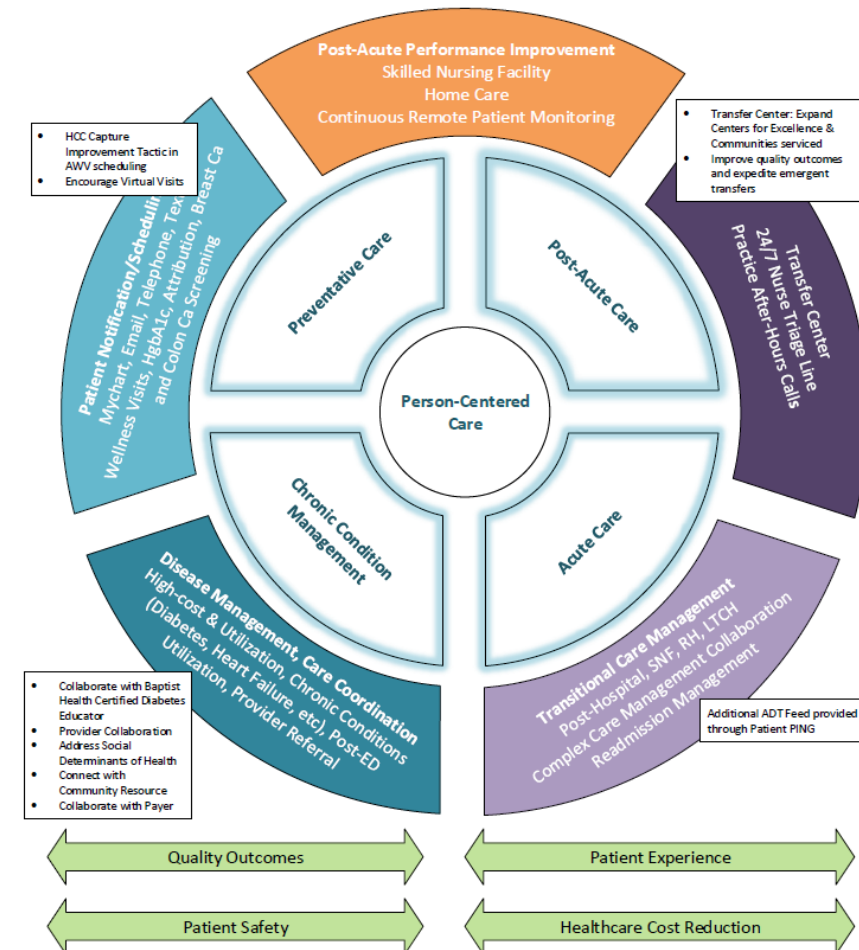 Post-Acute Performance Improvement
Skilled Nursing Facility
Home Care
Continuous Remote Patient Monitoring
HCC Capture
Improvement Tactic in
AWV scheduling
Encourage Virtual Visits
Transfer Center: Expand
Centers for Excellence &
Communities serviced
Improve quality outcomes
and expedite emergent
transfers
Patient Notification/Scheduling
Mychart, Email, Telephone,
Wellness Visits, HgbA1c, Attribution, Breast Ca
and Colon Ca Screening
Preventative Care
Post-Acute Care
Transfer Center
24/7 Nurse Triage Line
Practice After-Hours Calls
Person-Centered
Care
Chronic Condition
Management
Acute Care
Disease Management, Care Coordination
High-cost & Utilization, Chronic Conditions
(Diabetes, Heart Failure, etc), Post-ED
Utilization, Provider Referral
Transitional Care Management
Post-Hospital, SNF, RH, LTCH
Complex Care Management Collaboration
Readmission Management
Collaborate with Baptist
Health Certified Diabetes
Educator
Provider Collaboration
Address Social
Determinants of Health
Connect with
Community Resource
Collaborate with Payer
Additional ADT Feed provided
through Patient PING
Quality Outcomes
Patient Experience
Patient Safety
Healthcare Cost Reduction